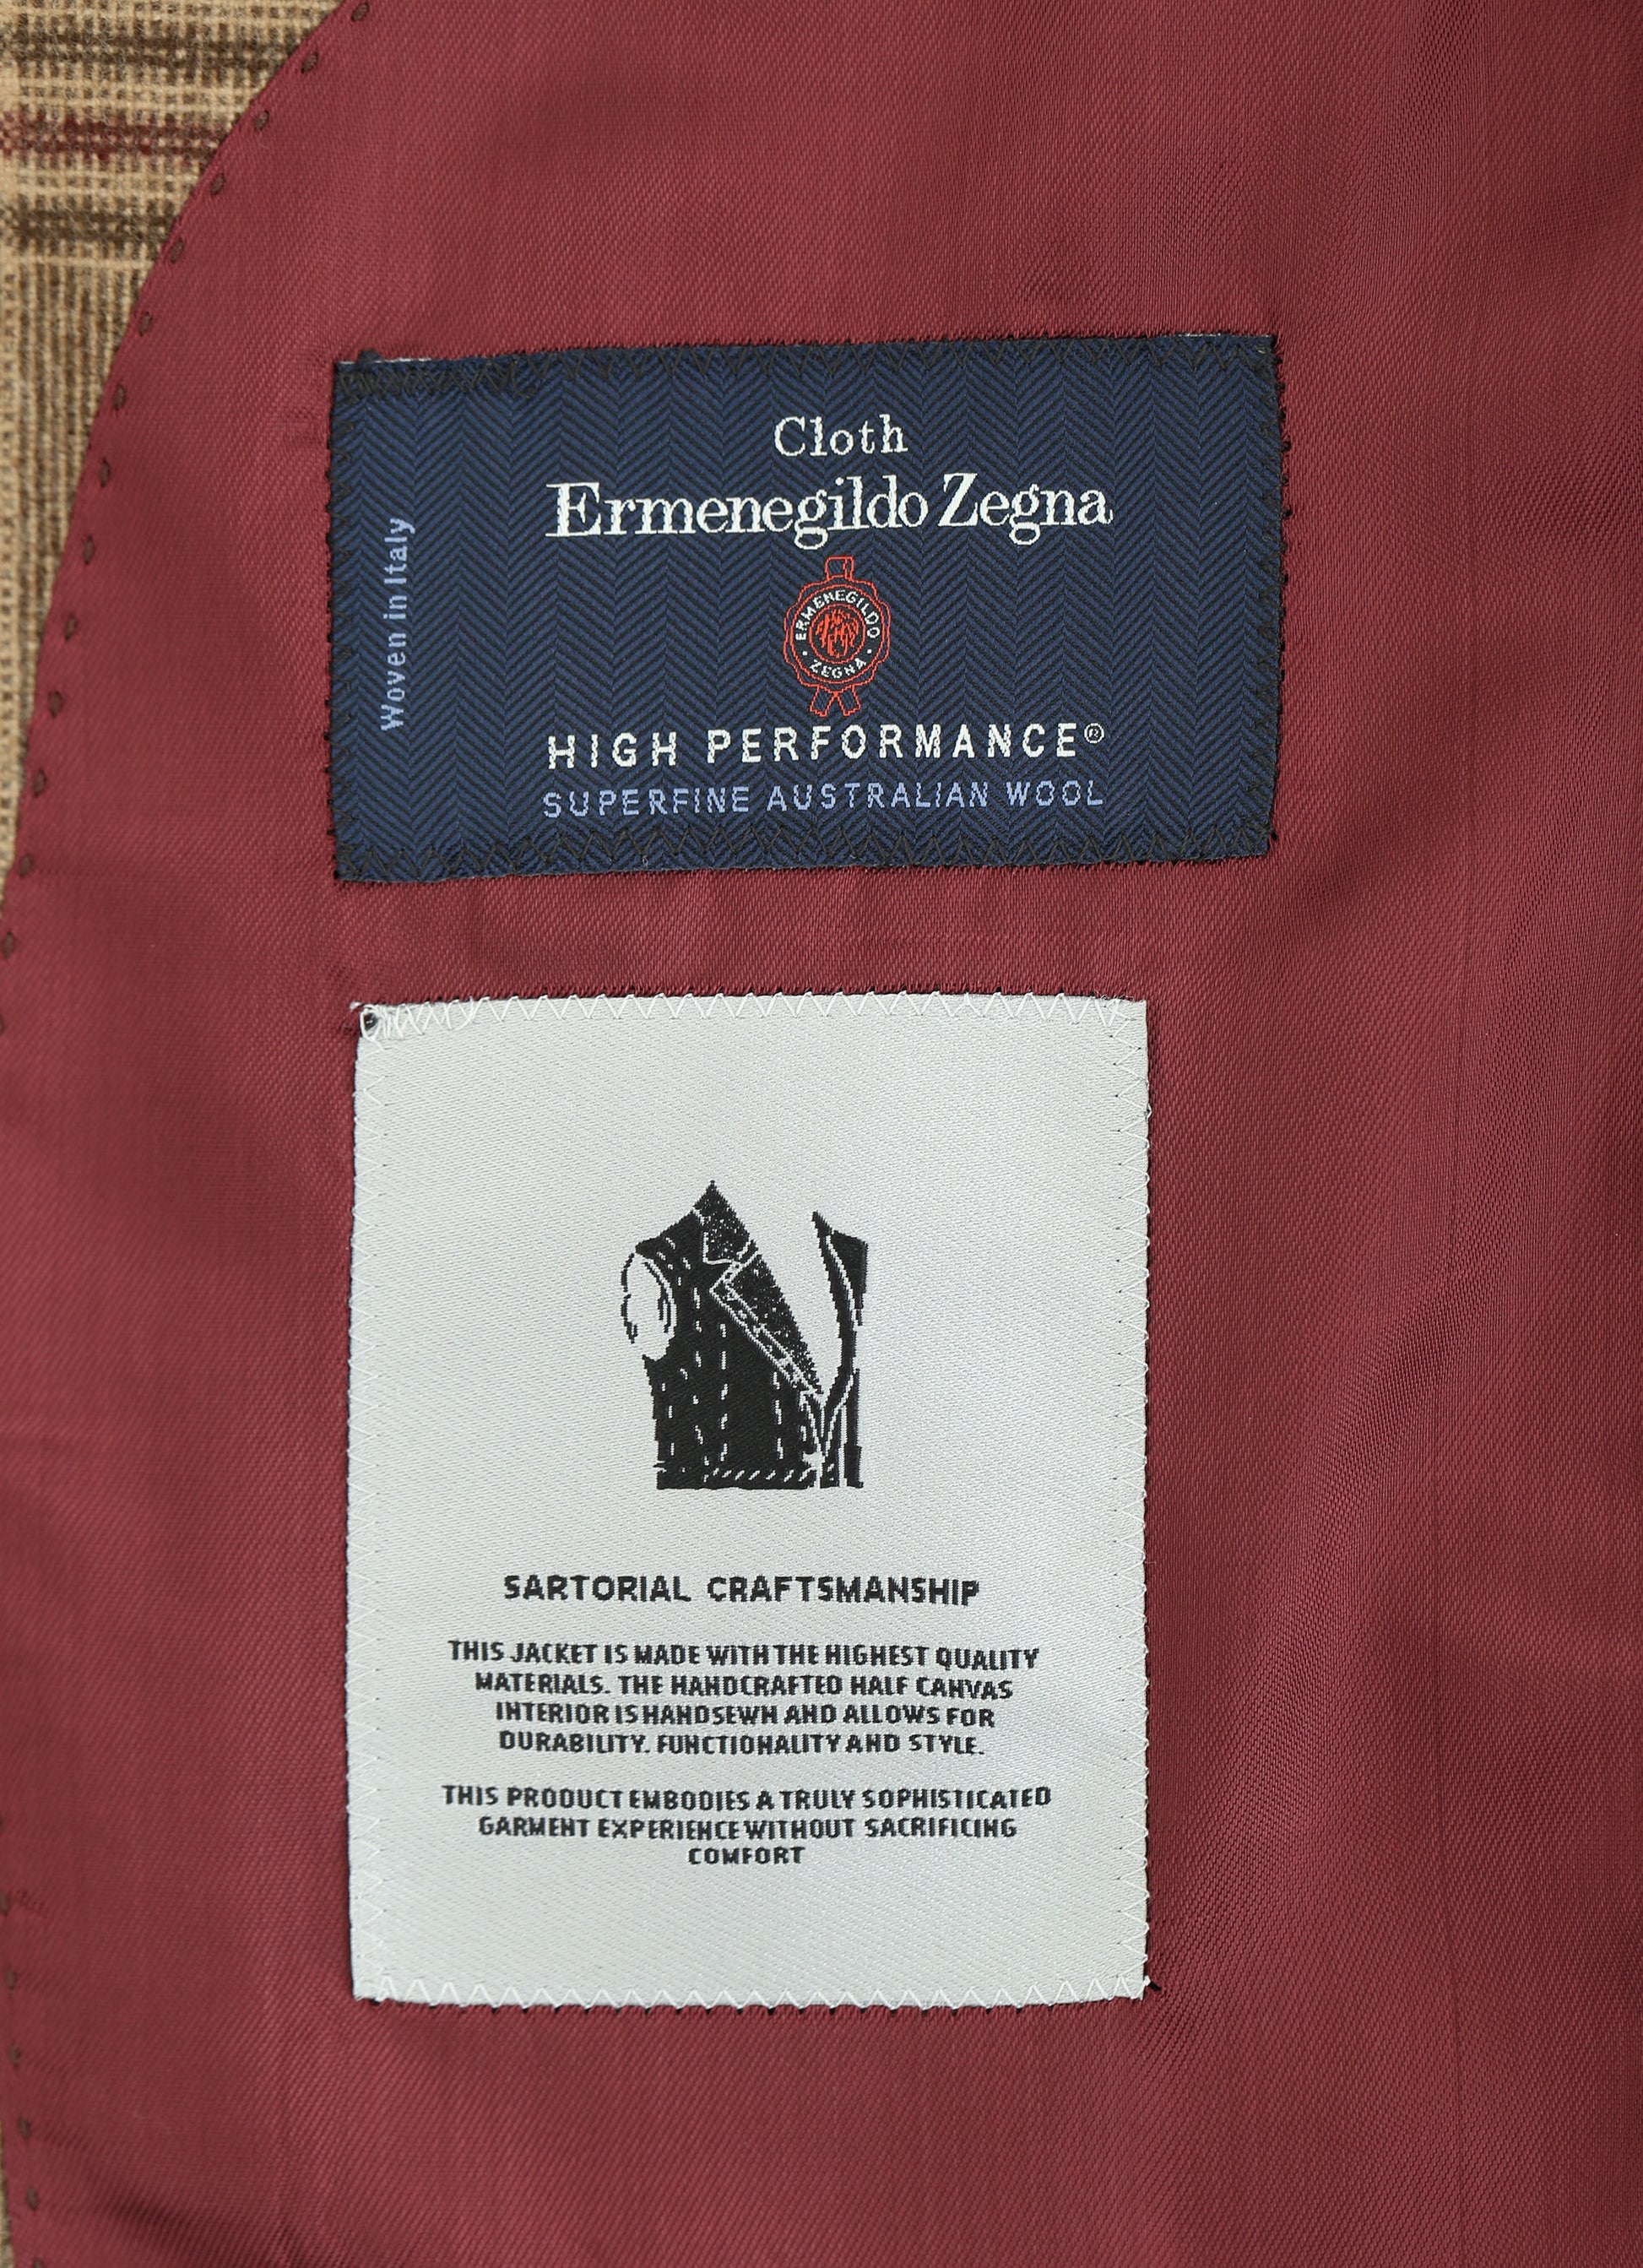 Cloth
Ermenegildo Zegna
Woven in Italy
ERMENEGILDO
· ZEGNA ·
HIGH PERFORMANCE®
SUPERFINE AUSTRALIAN WOOL
SARTORIAL CRAFTSMANSHIP
THIS JACKET IS MADE WITH THE HIGHEST QUALITY
MATERIALS. THE HANDCRAFTED HALF CANVAS
INTERIOR IS HANDSEWN AND ALLOWS FOR
DURABILITY. FUNCTIONALITY AND STYLE.
THIS PRODUCT EMBODIES A TRULY SOPHISTICATED
GARMENT EXPERIENCE WITHOUT SACRIFICING
COMFORT